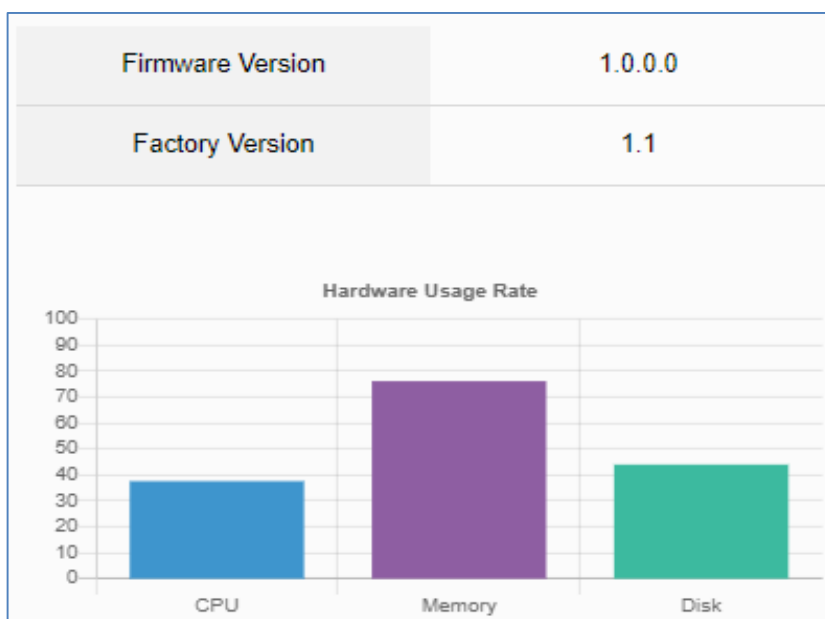 Firmware Version 1.0.0.0
Factory Version 1.1
Hardware Usage Rate
100
90
80
70
60
50
40
30
20
10
0
CPU Memory Disk